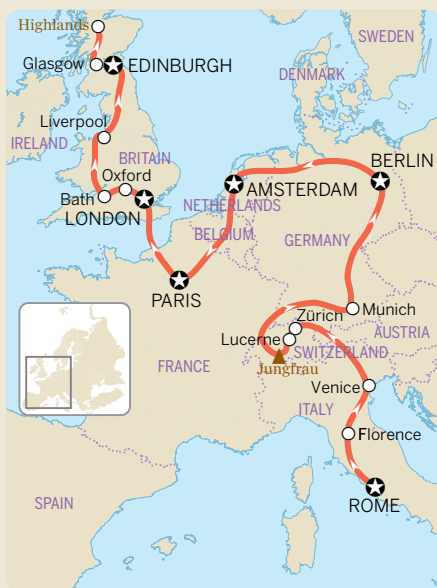 Highlands
SWEDEN
Glasgow
EDINBURGH
DENMARK
Liverpool
IRELAND
BRITAIN
BERLIN
Oxford
AMSTERDAM
Bath
NETHERLANDS
LONDON
BELGIUM
GERMANY
PARIS
Munich
Zürich
AUSTRIA
Lucerne
SWITZERLAND
FRANCE
Jungfrau
Venice
ITALY
Florence
SPAIN
ROME